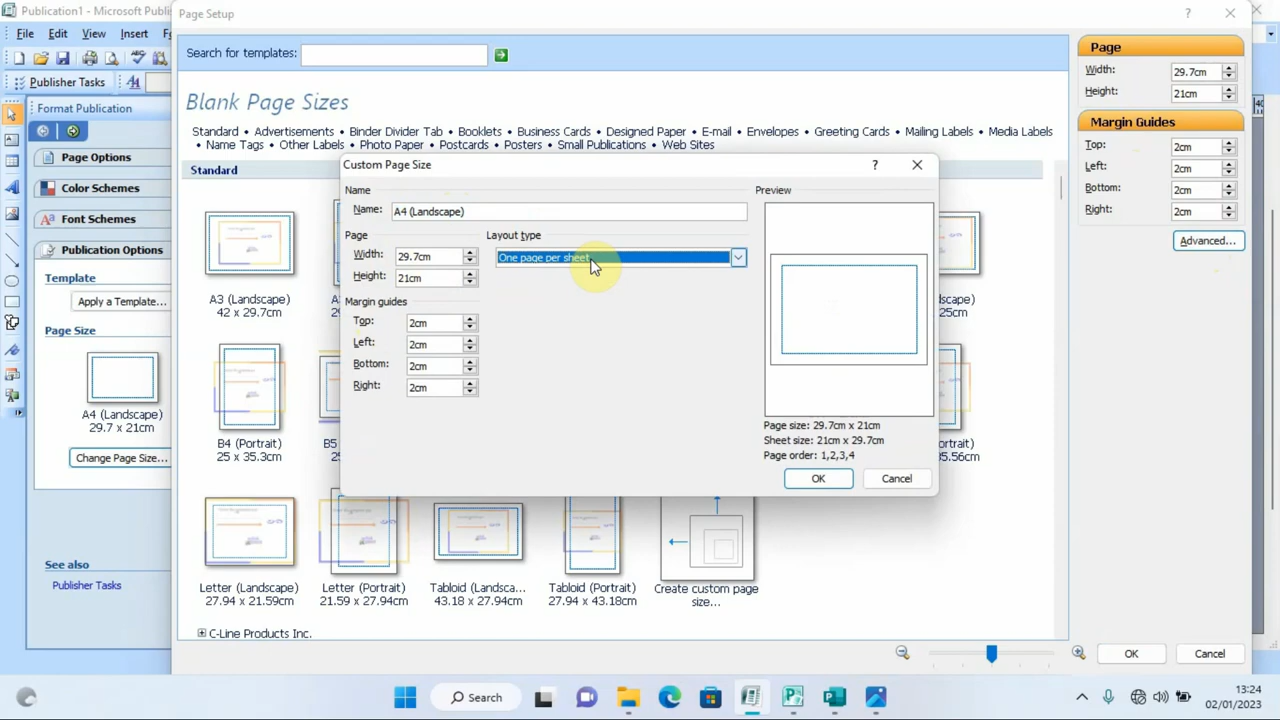 Publication1 - Microsoft Publis
Page Setup
File Edit View Insert
Search for templates:
Publisher Tasks
Format Publication
Page Options
Color Schemes
Font Schemes
Publication Options
Template
Apply a Template...
Page Size
A4 (Landscape)
29.7 x 21cm
Change Page Size...
See also
Publisher Tasks
Blank Page Sizes
Standard • Advertisements • Binder Divider Tab • Booklets • Business Cards • Designed Paper • E-mail • Envelopes • Greeting Cards • Mailing Labels • Media Labels
• Name Tags • Other Labels • Photo Paper • Postcards • Posters • Small Publications • Web Sites
Standard
A3 (Landscape)
42 x 29.7cm
B4 (Portrait)
25 x 35.3cm
B5
Letter (Landscape)
27.94 x 21.59cm
Letter (Portrait)
21.59 x 27.94cm
Tabloid (Landsca...
43.18 x 27.94cm
Tabloid (Portrait)
27.94 x 43.18cm
Create custom page
size...
C-Line Products Inc.
Custom Page Size
Name
Name: A4 (Landscape)
Page
Width: 29.7cm
Height: 21cm
Layout type
One page per sheet
Margin guides
Top: 2cm
Left: 2cm
Bottom: 2cm
Right: 2cm
Preview
Page size: 29.7cm x 21cm
Sheet size: 21cm x 29.7cm
Page order: 1,2,3,4
OK Cancel
Page
Width: 29.7cm
Height: 21cm
Margin Guides
Top: 2cm
Left: 2cm
Bottom: 2cm
Right: 2cm
Advanced...
OK Cancel
Search
13:24
02/01/2023